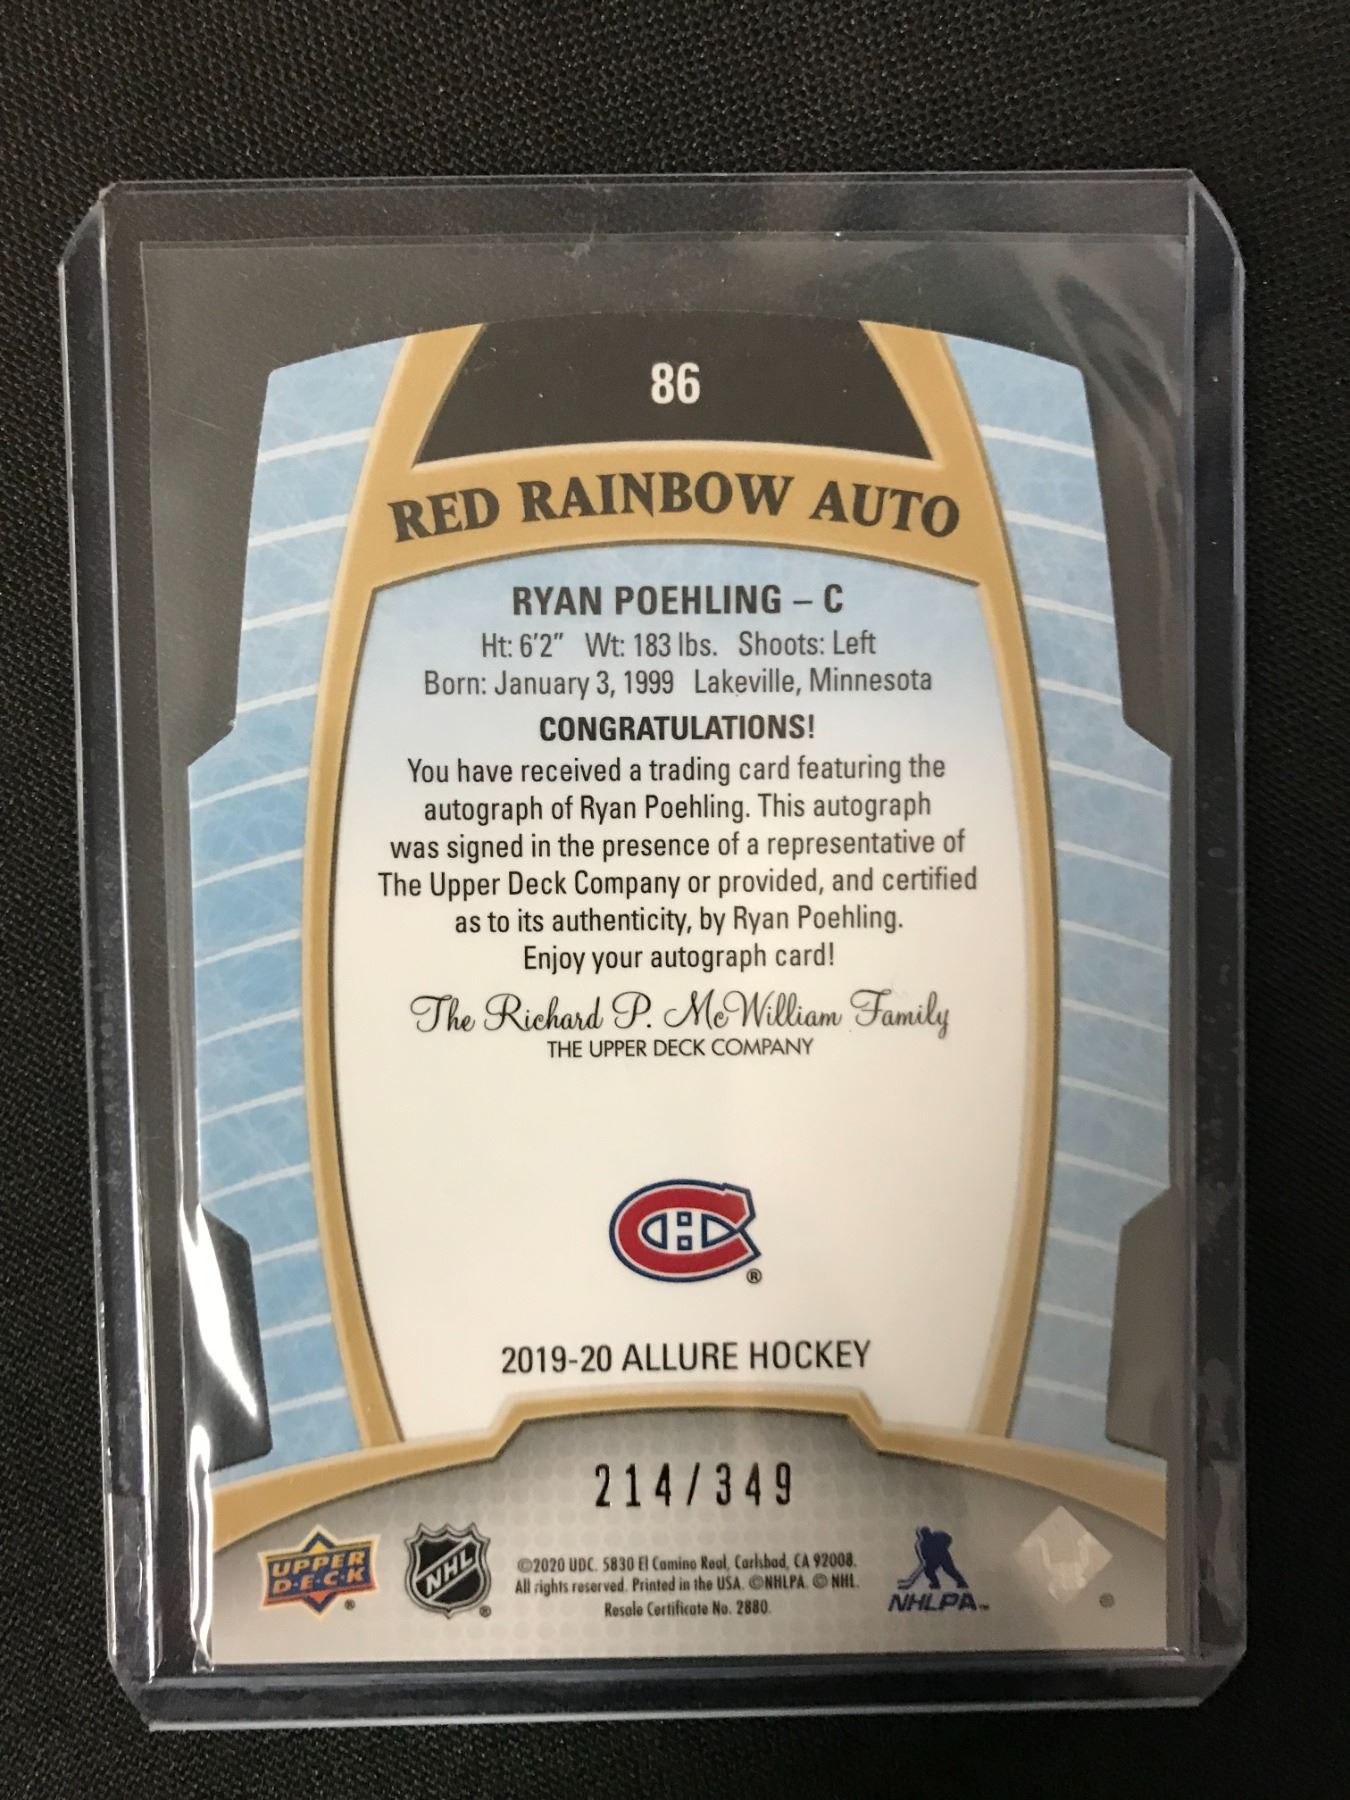 86
RED RAINBOW AUTO
RYAN POEHLING – C
Ht: 6'2" Wt: 183 lbs. Shoots: Left
Born: January 3, 1999 Lakeville, Minnesota
CONGRATULATIONS!
You have received a trading card featuring the
autograph of Ryan Poehling. This autograph
was signed in the presence of a representative of
The Upper Deck Company or provided, and certified
as to its authenticity, by Ryan Poehling.
Enjoy your autograph card!
The Richard P. McWilliam Family
THE UPPER DECK COMPANY
CH ®
2019-20 ALLURE HOCKEY
214/349
UPPER
D·E·C·K ®
NHL ®
©2020 UDC. 5830 El Camino Real, Carlsbad, CA 92008.
All rights reserved. Printed in the USA. ©NHLPA. © NHL.
Resale Certificate No. 2880.
NHLPA™